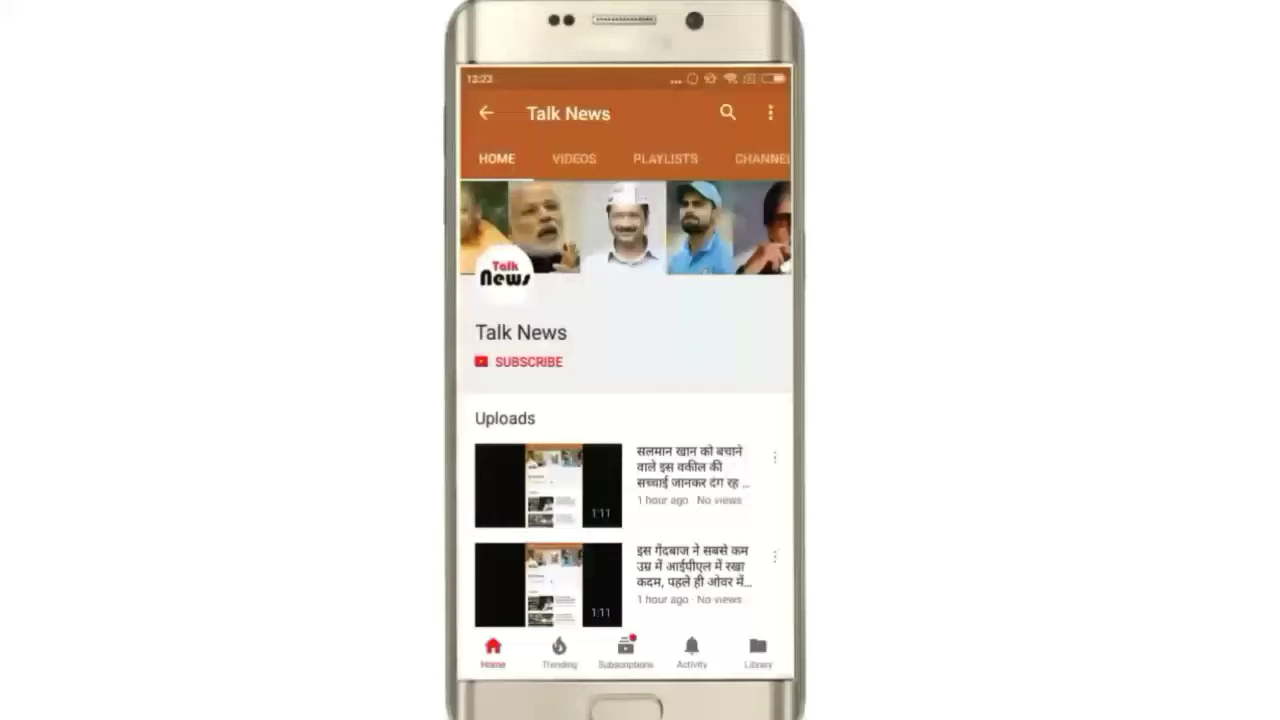 12:23
Talk News
HOME VIDEOS PLAYLISTS CHANNEL
Talk
News
Talk News
SUBSCRIBE
Uploads
सलमान खान को बचाने
वाले इस वकील की
सच्चाई जानकर दंग रह ...
1 hour ago · No views
1:11
इस गेंदबाज ने सबसे कम
उम्र में आईपीएल में रखा
कदम, पहले ही ओवर में...
1 hour ago · No views
1:11
Home Trending Subscriptions Activity Library